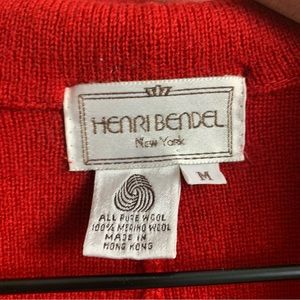 HENRI BENDEL
New York
M
ALL PURE WOOL
100% MERINO WOOL
MADE IN
HONG KONG